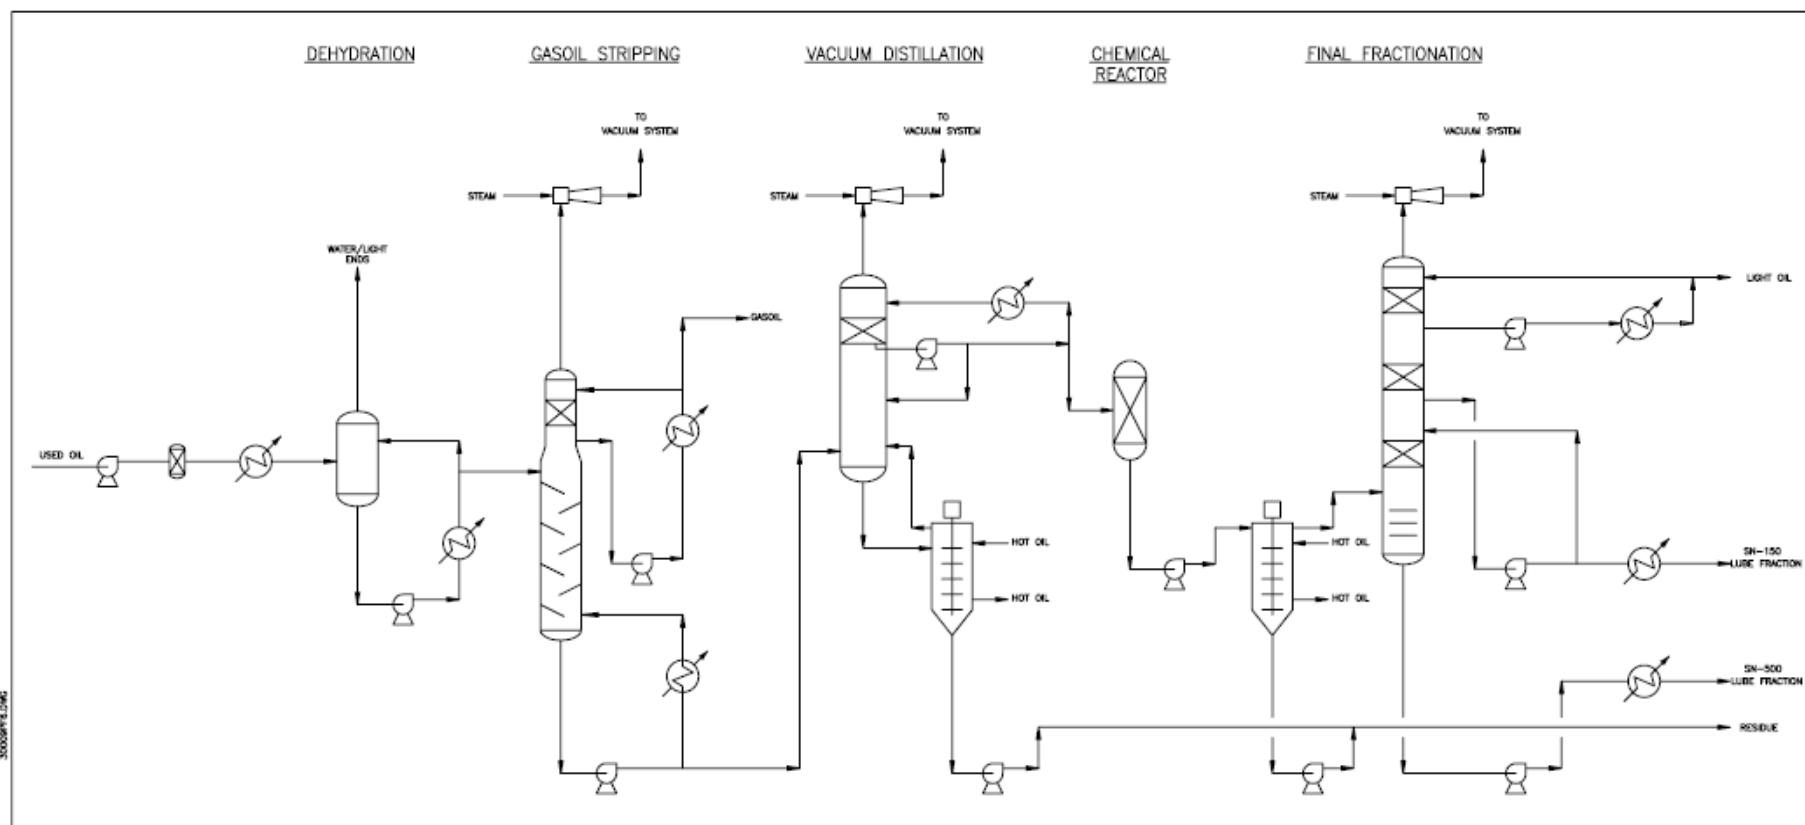 DEHYDRATION
GASOIL STRIPPING
VACUUM DISTILLATION
CHEMICAL
REACTOR
FINAL FRACTIONATION
TO
VACUUM SYSTEM
TO
VACUUM SYSTEM
TO
VACUUM SYSTEM
STEAM
STEAM
STEAM
WATER/LIGHT
ENDS
LIGHT OIL
GASOIL
USED OIL
HOT OIL
HOT OIL
HOT OIL
HOT OIL
SN-150
LUBE FRACTION
SN-500
LUBE FRACTION
RESIDUE